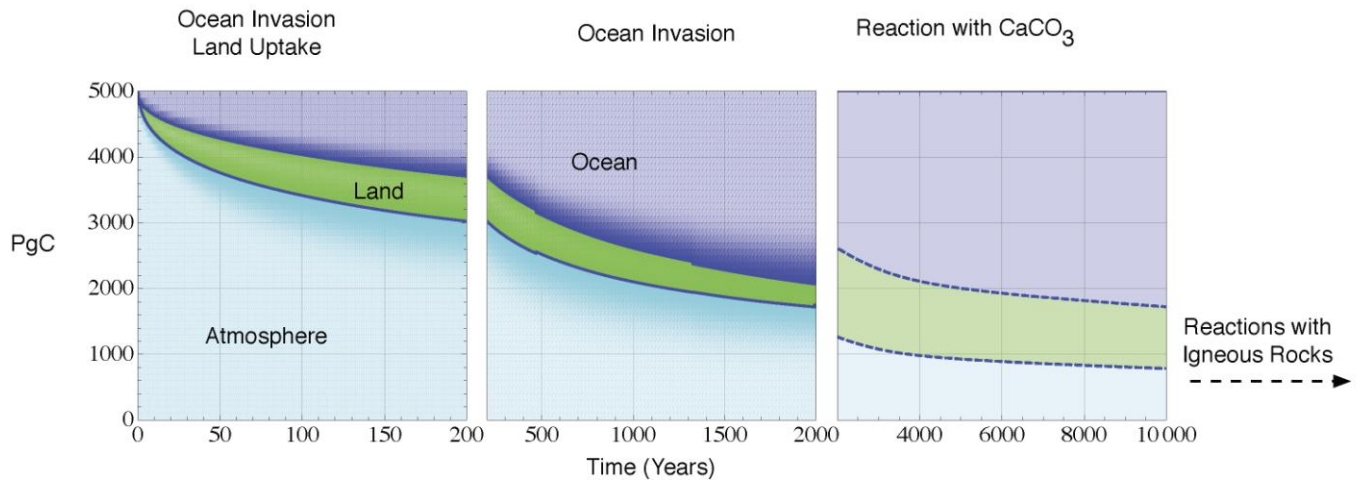 Ocean Invasion
Land Uptake
Ocean Invasion
Reaction with CaCO3
PgC
5000
4000
3000
2000
1000
0
Ocean
Land
Atmosphere
0 50 100 150 200
500 1000 1500 2000
4000 6000 8000 10 000
Time (Years)
Reactions with
Igneous Rocks